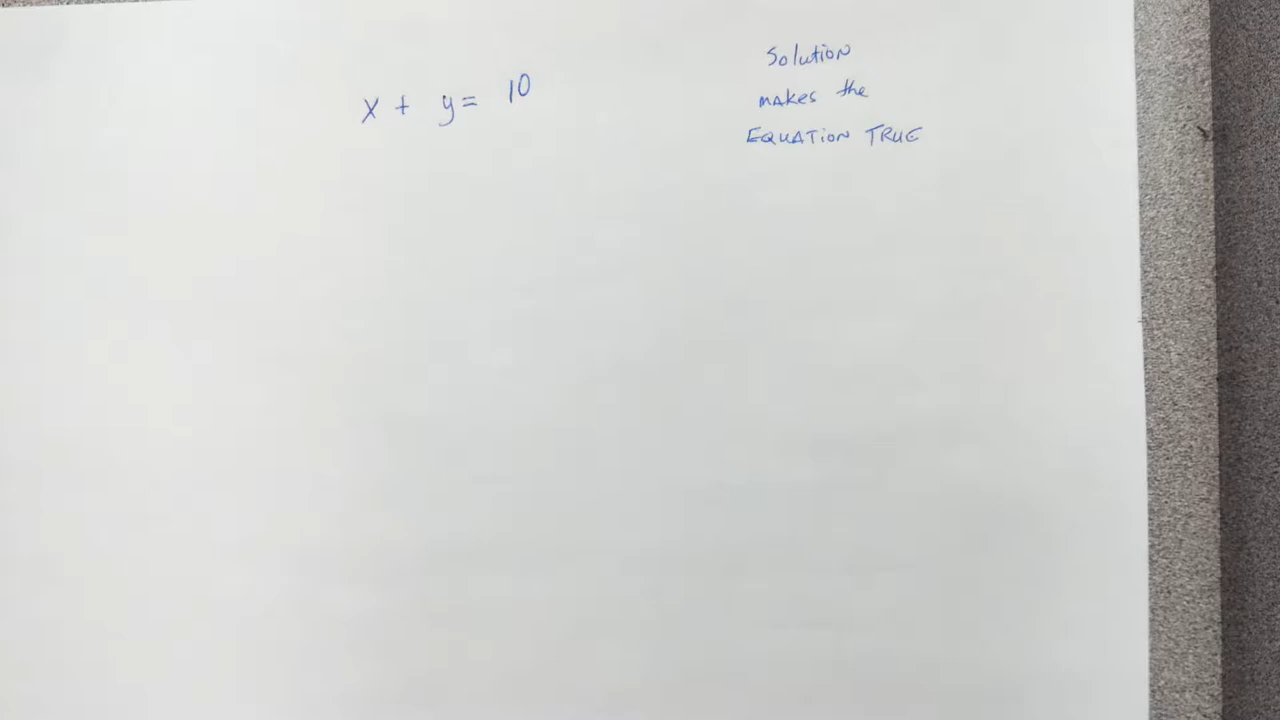 x + y = 10
Solution
makes the
EQUATION TRUE